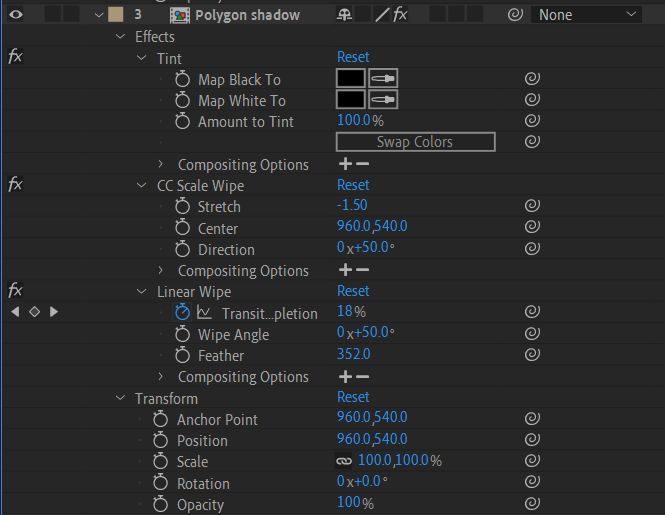 3 Polygon shadow fx None
Effects
fx Tint Reset
Map Black To
Map White To
Amount to Tint 100.0%
Swap Colors
Compositing Options +−
fx CC Scale Wipe Reset
Stretch -1.50
Center 960.0,540.0
Direction 0x+50.0°
Compositing Options +−
fx Linear Wipe Reset
Transit...pletion 18%
Wipe Angle 0x+50.0°
Feather 352.0
Compositing Options +−
Transform Reset
Anchor Point 960.0,540.0
Position 960.0,540.0
Scale 100.0,100.0%
Rotation 0x+0.0°
Opacity 100%